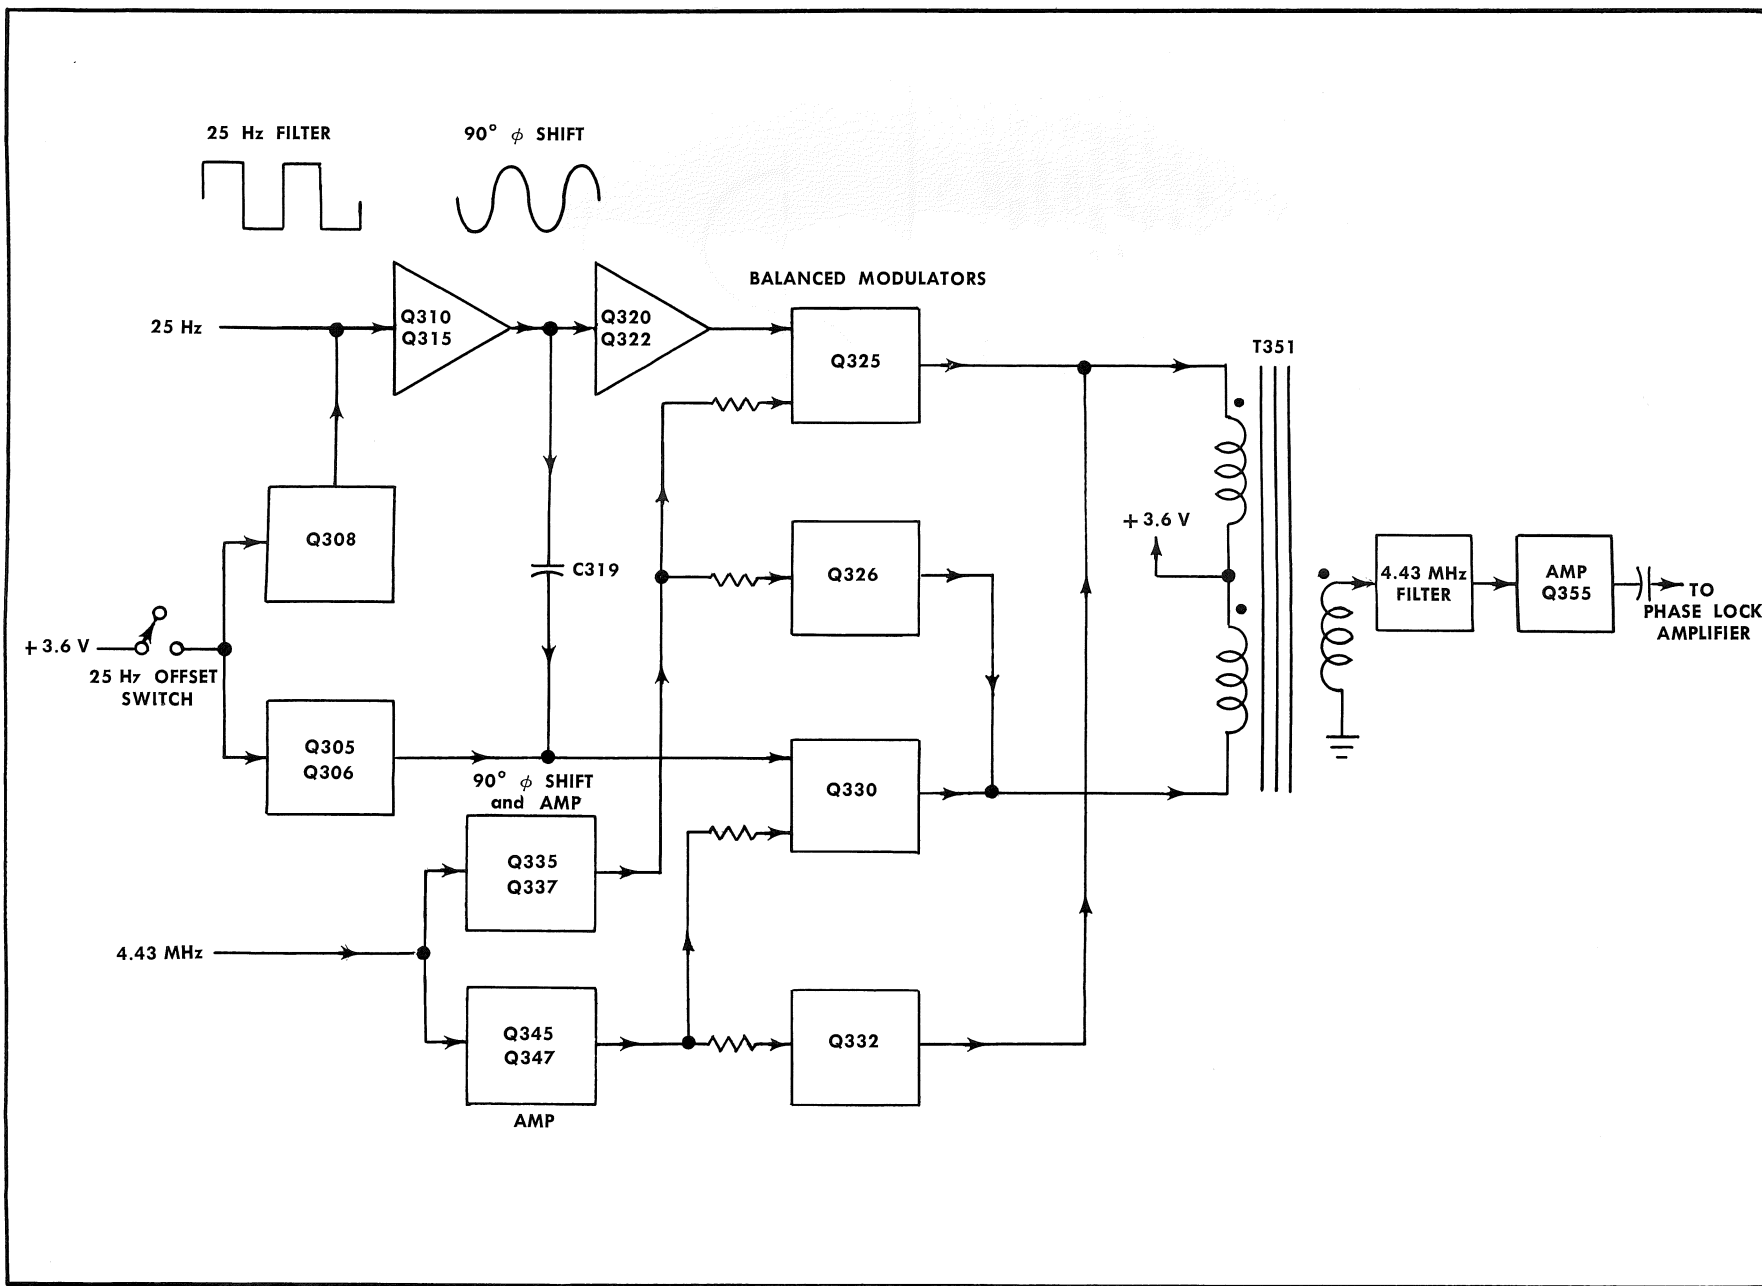 25 Hz FILTER
90° φ SHIFT
BALANCED MODULATORS
25 Hz
Q310
Q315
Q320
Q322
Q325
T351
Q308
C319
Q326
+3.6 V
4.43 MHz
FILTER
AMP
Q355
TO
PHASE LOCK
AMPLIFIER
+3.6 V
25 Hz OFFSET
SWITCH
Q305
Q306
90° φ SHIFT
and AMP
Q330
Q335
Q337
4.43 MHz
Q345
Q347
Q332
AMP